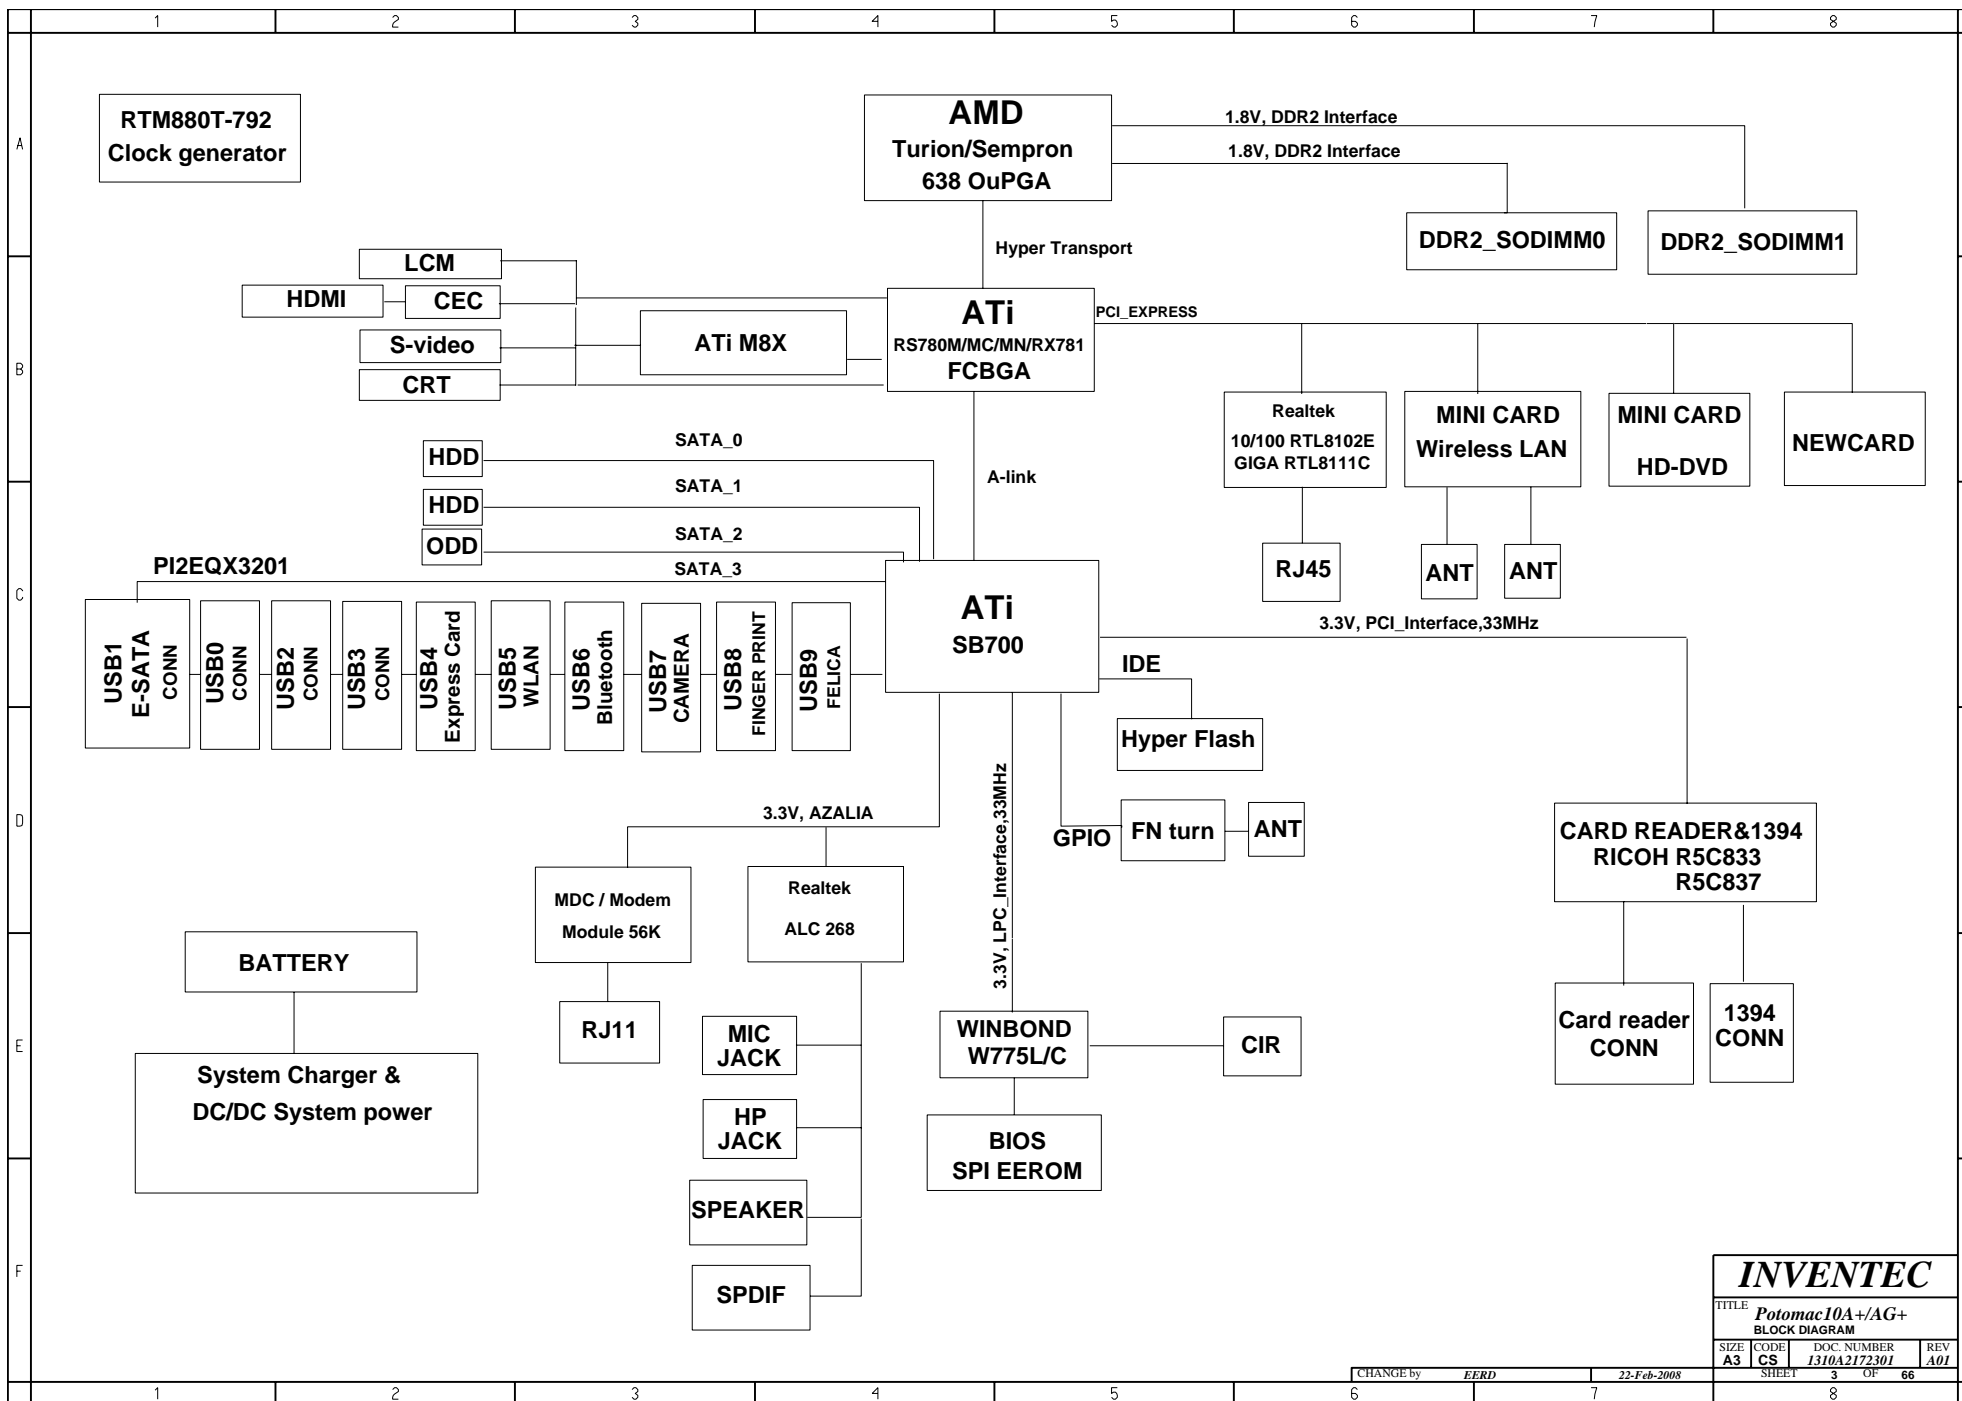 1 2 3 4 5 6 7 8
A
B
C
D
E
F
RTM880T-792
Clock generator
AMD
Turion/Sempron
638 OuPGA
1.8V, DDR2 Interface
1.8V, DDR2 Interface
DDR2_SODIMM0
DDR2_SODIMM1
Hyper Transport
LCM
HDMI
CEC
S-video
CRT
ATi M8X
ATi
RS780M/MC/MN/RX781
FCBGA
PCI_EXPRESS
Realtek
10/100 RTL8102E
GIGA RTL8111C
MINI CARD
Wireless LAN
MINI CARD
HD-DVD
NEWCARD
RJ45
ANT
ANT
HDD
SATA_0
HDD
SATA_1
ODD
SATA_2
SATA_3
A-link
PI2EQX3201
ATi
SB700
USB1
E-SATA
CONN
USB0
CONN
USB2
CONN
USB3
CONN
USB4
Express Card
USB5
WLAN
USB6
Bluetooth
USB7
CAMERA
USB8
FINGER PRINT
USB9
FELICA
3.3V, PCI_Interface,33MHz
IDE
Hyper Flash
GPIO
FN turn
ANT
3.3V, LPC_Interface,33MHz
3.3V, AZALIA
MDC / Modem
Module 56K
Realtek
ALC 268
RJ11
MIC
JACK
HP
JACK
SPEAKER
SPDIF
CARD READER&1394
RICOH R5C833
R5C837
Card reader
CONN
1394
CONN
WINBOND
W775L/C
CIR
BIOS
SPI EEROM
BATTERY
System Charger &
DC/DC System power
INVENTEC
TITLE
Potomac10A+/AG+
BLOCK DIAGRAM
SIZE CODE DOC. NUMBER REV
A3 CS 1310A2172301 A01
CHANGE by EERD 22-Feb-2008 SHEET 3 OF 66
1 2 3 4 5 6 7 8